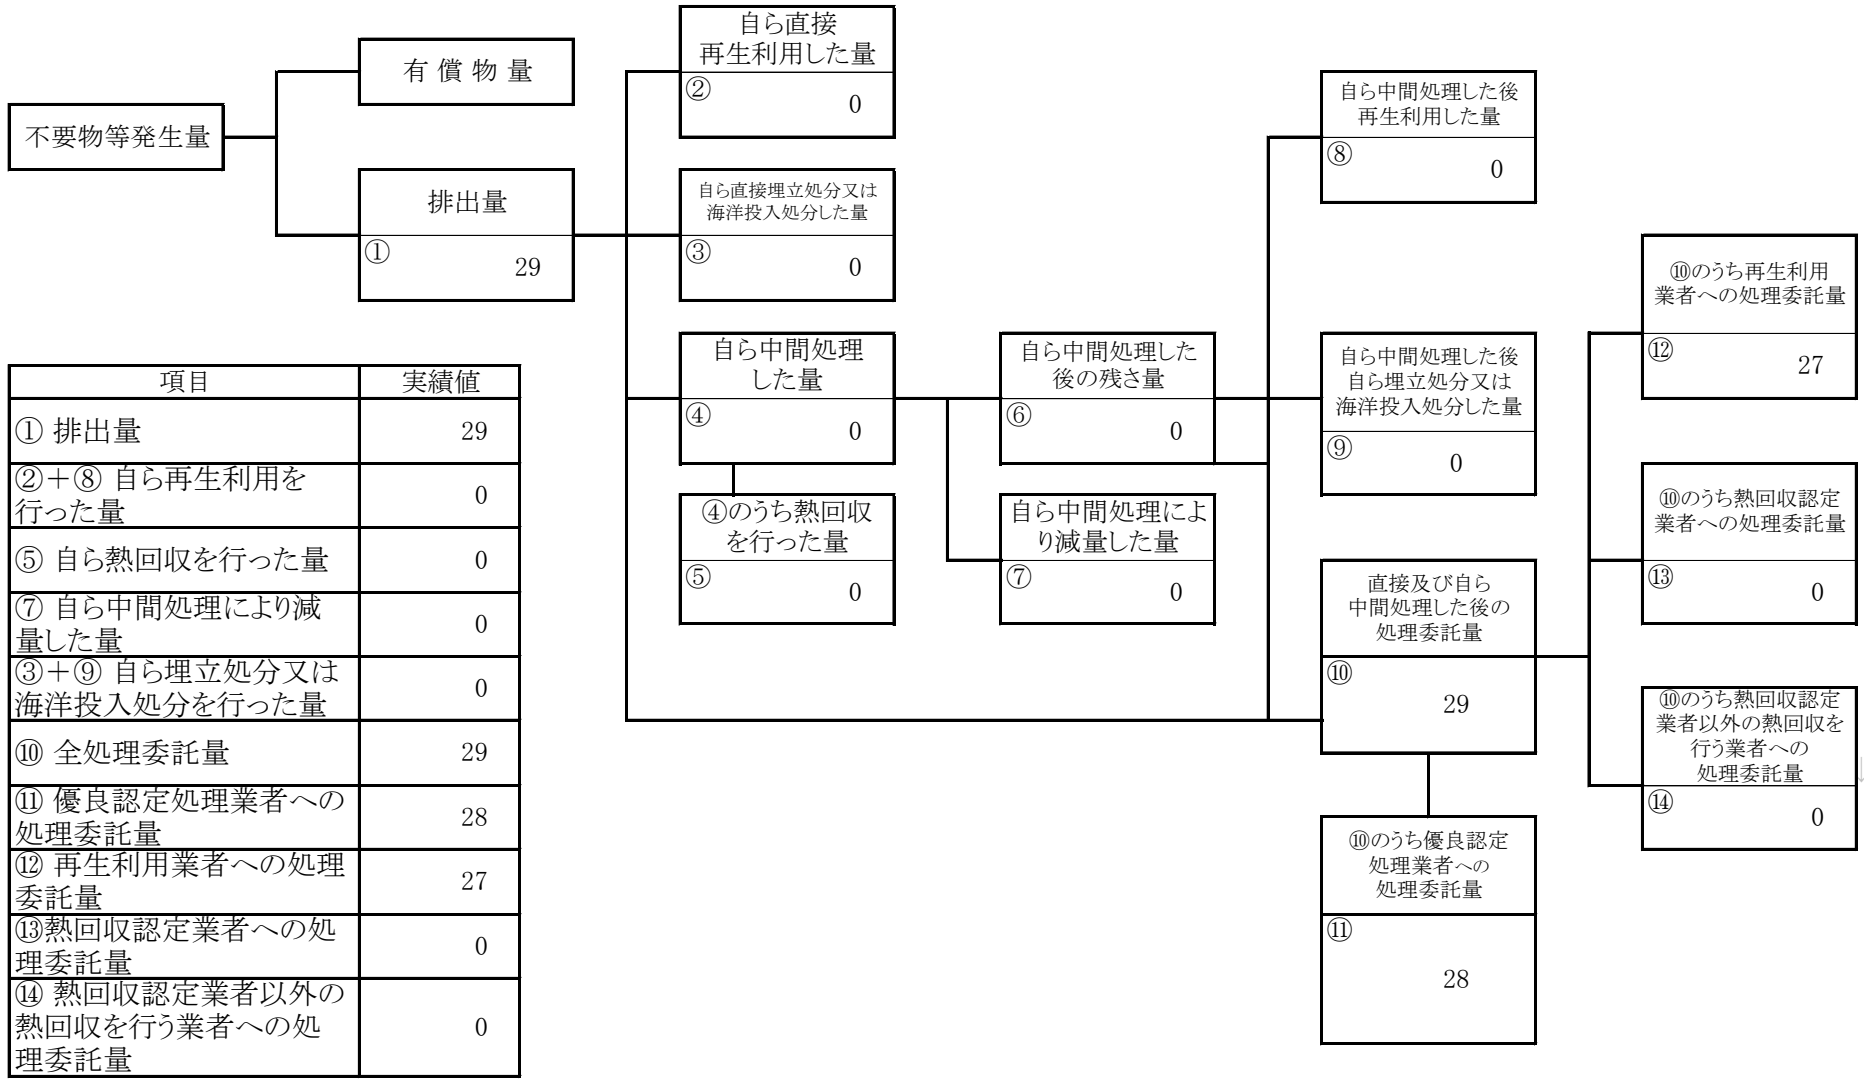 不要物等発生量
有 償 物 量
排出量
①
29
自ら直接
再生利用した量
②
0
自ら直接埋立処分又は
海洋投入処分した量
③
0
自ら中間処理
した量
④
0
④のうち熱回収
を行った量
⑤
0
自ら中間処理した
後の残さ量
⑥
0
自ら中間処理によ
り減量した量
⑦
0
自ら中間処理した後
再生利用した量
⑧
0
自ら中間処理した後
自ら埋立処分又は
海洋投入処分した量
⑨
0
直接及び自ら
中間処理した後の
処理委託量
⑩
29
⑩のうち優良認定
処理業者への
処理委託量
⑪
28
⑩のうち再生利用
業者への処理委託量
⑫
27
⑩のうち熱回収認定
業者への処理委託量
⑬
0
⑩のうち熱回収認定
業者以外の熱回収を
行う業者への
処理委託量
⑭
0
項目 実績値
① 排出量 29
②＋⑧ 自ら再生利用を
行った量 0
⑤ 自ら熱回収を行った量 0
⑦ 自ら中間処理により減
量した量 0
③＋⑨ 自ら埋立処分又は
海洋投入処分を行った量 0
⑩ 全処理委託量 29
⑪ 優良認定処理業者への
処理委託量 28
⑫ 再生利用業者への処理
委託量 27
⑬熱回収認定業者への処
理委託量 0
⑭ 熱回収認定業者以外の
熱回収を行う業者への処
理委託量 0